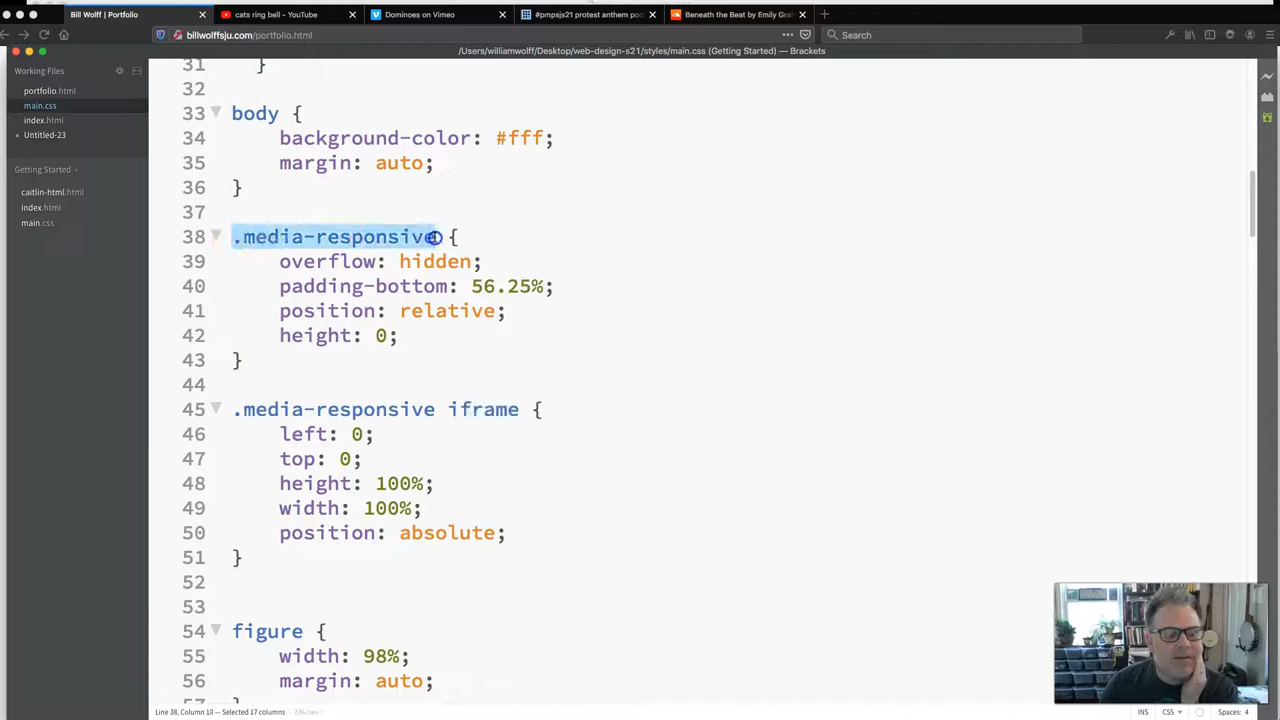 Bill Wolff | Portfolio
cats ring bell - YouTube
Dominoes on Vimeo
#pmpsjs21 protest anthem pod
Beneath the Beat by Emily Graf
billwolffsju.com/portfolio.html
Search
/Users/williamwolff/Desktop/web-design-s21/styles/main.css (Getting Started) — Brackets
Working Files
portfolio.html
main.css
index.html
Untitled-23
Getting Started
caitlin-html.html
index.html
main.css
31 }
32
33 body {
34 background-color: #fff;
35 margin: auto;
36 }
37
38 .media-responsive {
39 overflow: hidden;
40 padding-bottom: 56.25%;
41 position: relative;
42 height: 0;
43 }
44
45 .media-responsive iframe {
46 left: 0;
47 top: 0;
48 height: 100%;
49 width: 100%;
50 position: absolute;
51 }
52
53
54 figure {
55 width: 98%;
56 margin: auto;
57 }
Line 38, Column 18 — Selected 17 columns
INS CSS Spaces: 4